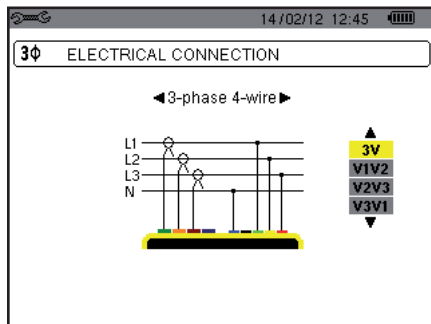 14/02/12 12:45
3ϕ ELECTRICAL CONNECTION
◄3-phase 4-wire►
L1
L2
L3
N
3V
V1V2
V2V3
V3V1